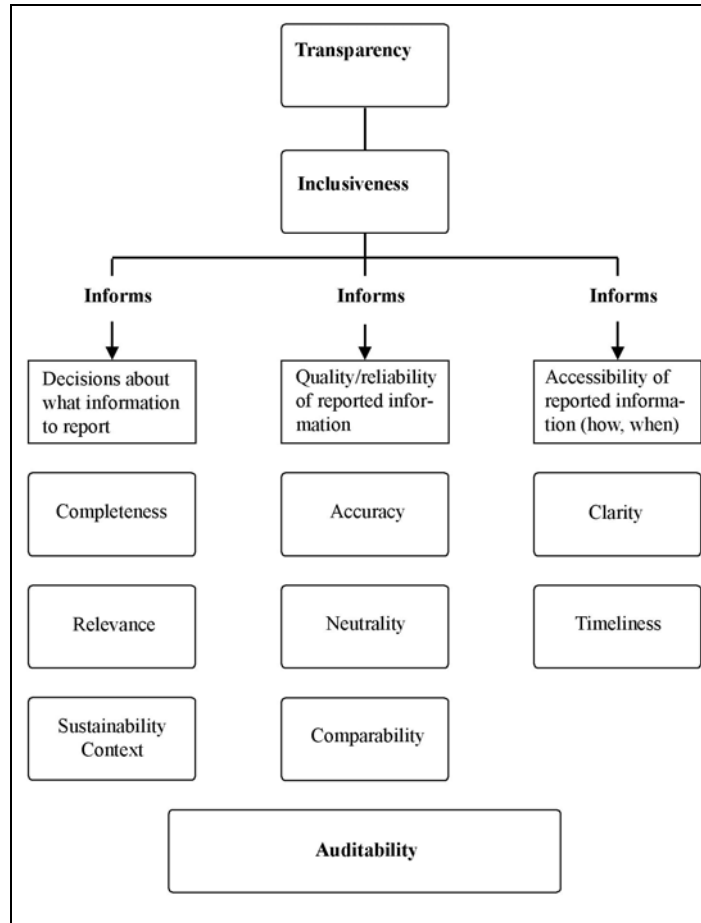 Transparency
Inclusiveness
Informs
Informs
Informs
Decisions about
what information
to report
Quality/reliability
of reported infor-
mation
Accessibility of
reported informa-
tion (how, when)
Completeness
Accuracy
Clarity
Relevance
Neutrality
Timeliness
Sustainability
Context
Comparability
Auditability